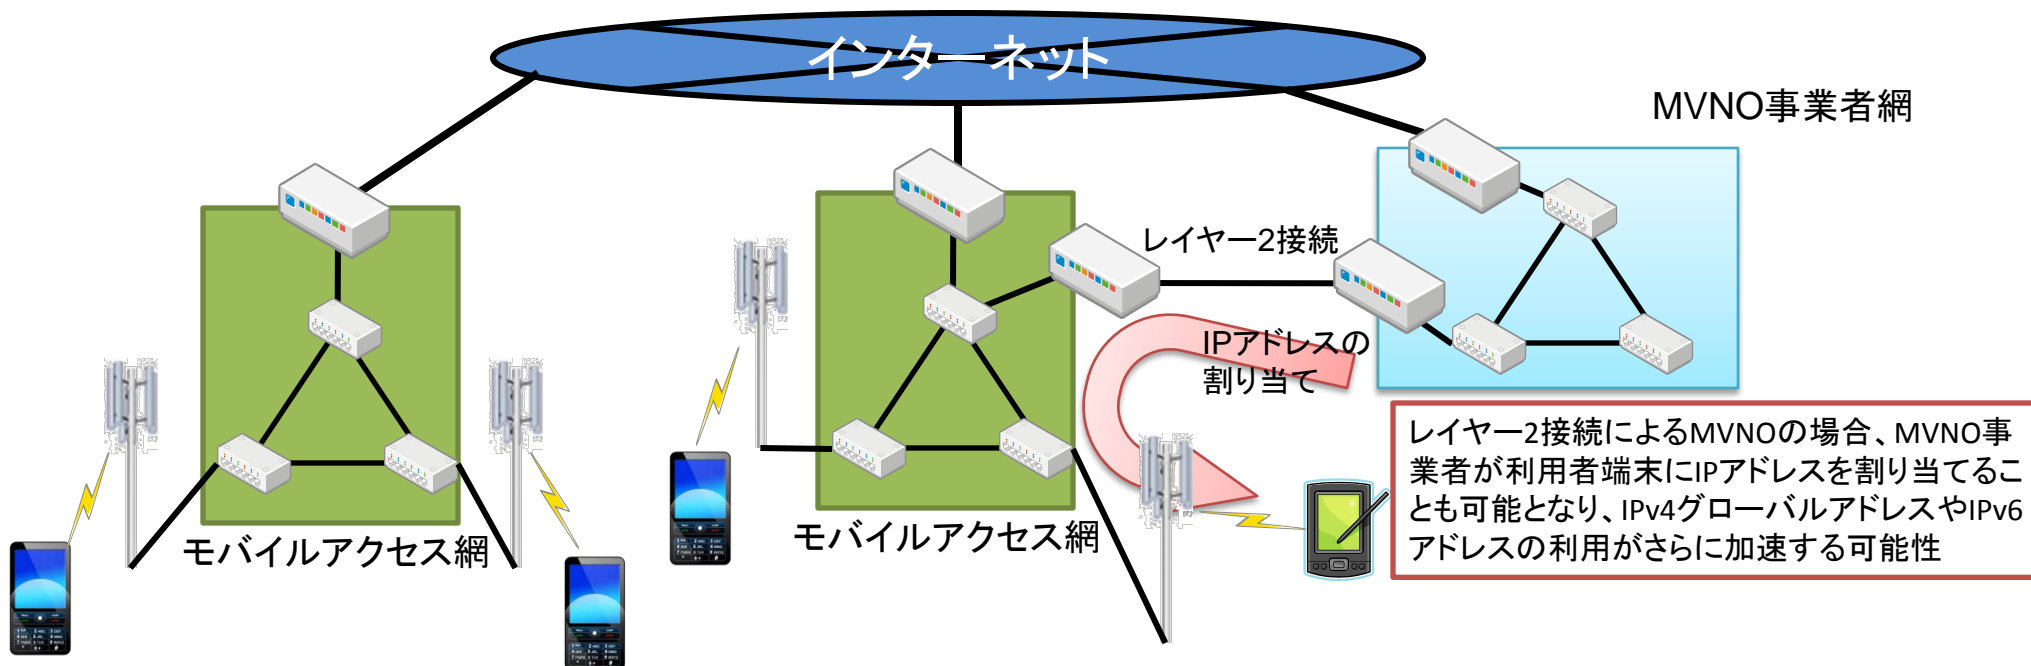 インターネット
MVNO事業者網
レイヤー2接続
IPアドレスの
割り当て
モバイルアクセス網
モバイルアクセス網
レイヤー2接続によるMVNOの場合、MVNO事
業者が利用者端末にIPアドレスを割り当てるこ
とも可能となり、IPv4グローバルアドレスやIPv6
アドレスの利用がさらに加速する可能性